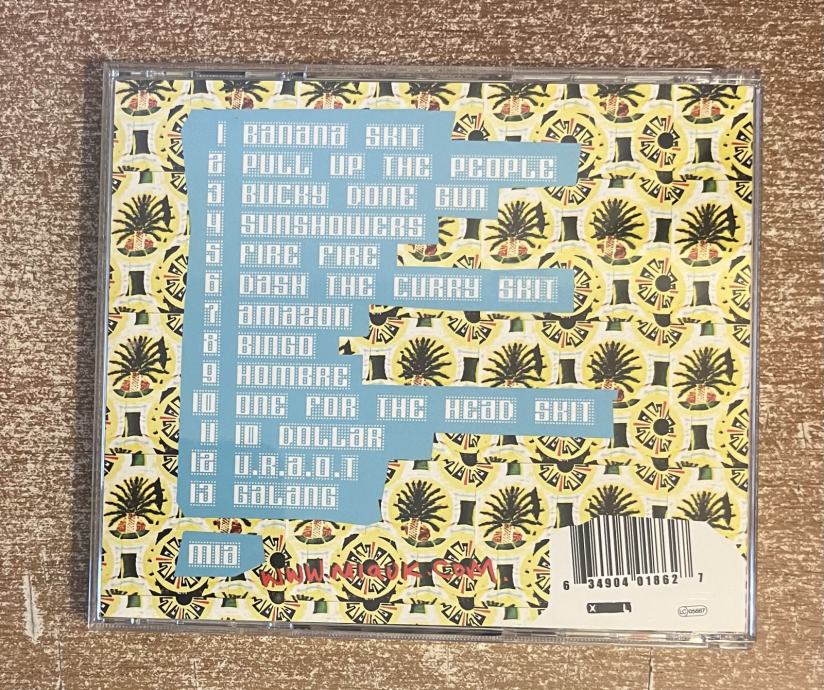 1 BANANA SKIT
2 PULL UP THE PEOPLE
3 BUCKY DONE GUN
4 SUNSHOWERS
5 FIRE FIRE
6 DASH THE CURRY SKIT
7 AMAZON
8 BINGO
9 HOMBRE
10 ONE FOR THE HEAD SKIT
11 10 DOLLAR
12 U.R.A.Q.T
13 GALANG
MIA
WWW.MIAUK.COM.
6 34904 01862 7
X L
LC 05667